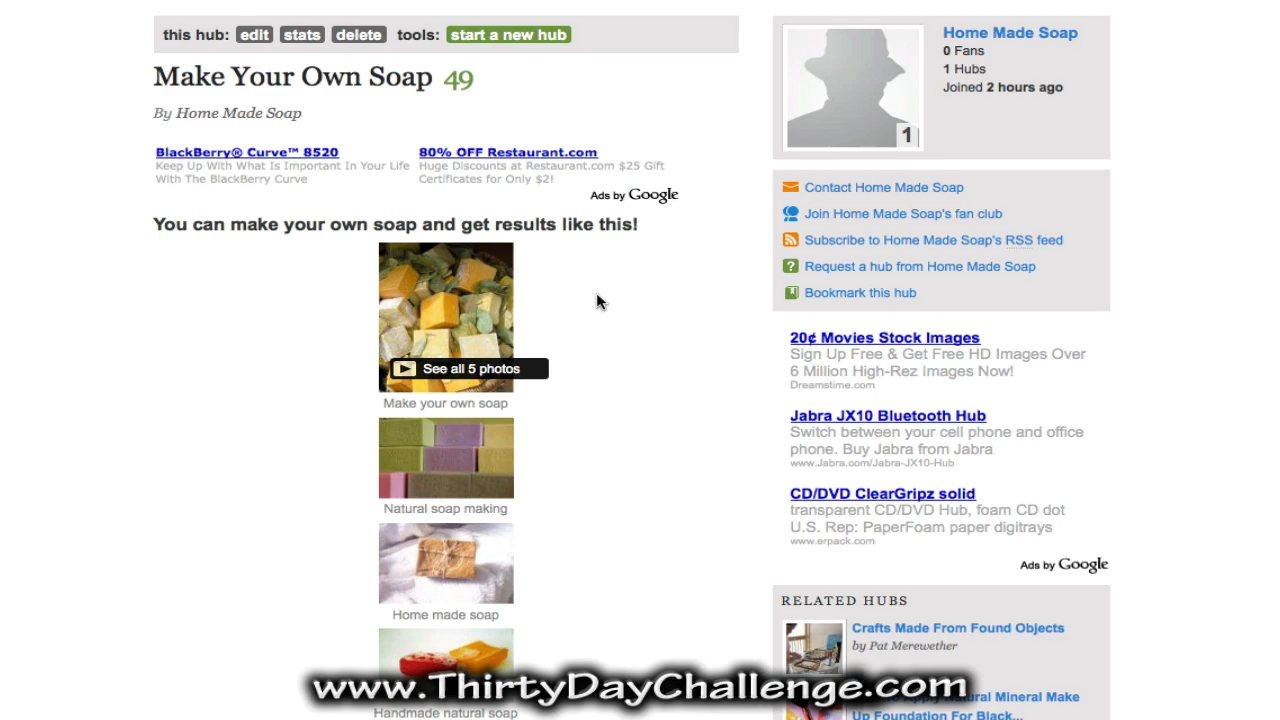 this hub: edit stats delete tools: start a new hub
Make Your Own Soap 49
By Home Made Soap
BlackBerry® Curve™ 8520
Keep Up With What Is Important In Your Life
With The BlackBerry Curve
80% OFF Restaurant.com
Huge Discounts at Restaurant.com $25 Gift
Certificates for Only $2!
Ads by Google
You can make your own soap and get results like this!
See all 5 photos
Make your own soap
Natural soap making
Home made soap
Handmade natural soap
Home Made Soap
0 Fans
1 Hubs
Joined 2 hours ago
1
Contact Home Made Soap
Join Home Made Soap's fan club
Subscribe to Home Made Soap's RSS feed
Request a hub from Home Made Soap
Bookmark this hub
20¢ Movies Stock Images
Sign Up Free & Get Free HD Images Over
6 Million High-Rez Images Now!
Dreamstime.com
Jabra JX10 Bluetooth Hub
Switch between your cell phone and office
phone. Buy Jabra from Jabra
www.Jabra.com/Jabra-JX10-Hub
CD/DVD ClearGripz solid
transparent CD/DVD Hub, foam CD dot
U.S. Rep: PaperFoam paper digitrays
www.erpack.com
Ads by Google
RELATED HUBS
Crafts Made From Found Objects
by Pat Merewether
Natural Mineral Make
Up Foundation For Black...
www.ThirtyDayChallenge.com